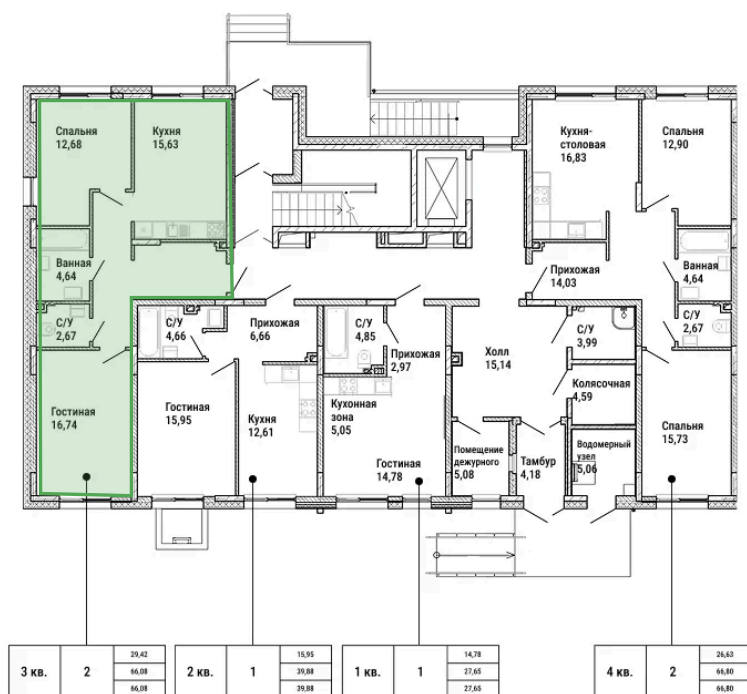 Спальня
12,68
Кухня
15,63
Кухня-
столовая
16,83
Спальня
12,90
Ванная
4,64
Прихожая
14,03
Ванная
4,64
С/У
2,67
С/У
4,66
Прихожая
6,66
С/У
4,85
Прихожая
2,97
Холл
15,14
С/У
3,99
С/У
2,67
Гостиная
16,74
Гостиная
15,95
Кухня
12,61
Кухонная
зона
5,05
Гостиная
14,78
Колясочная
4,59
Спальня
15,73
Помещение
дежурного
5,08
Тамбур
4,18
Водомерный
узел
5,06
3 кв.
2
29,42
66,08
66,08
2 кв.
1
15,95
39,88
39,88
1 кв.
1
14,78
27,65
27,65
4 кв.
2
26,63
66,80
66,80